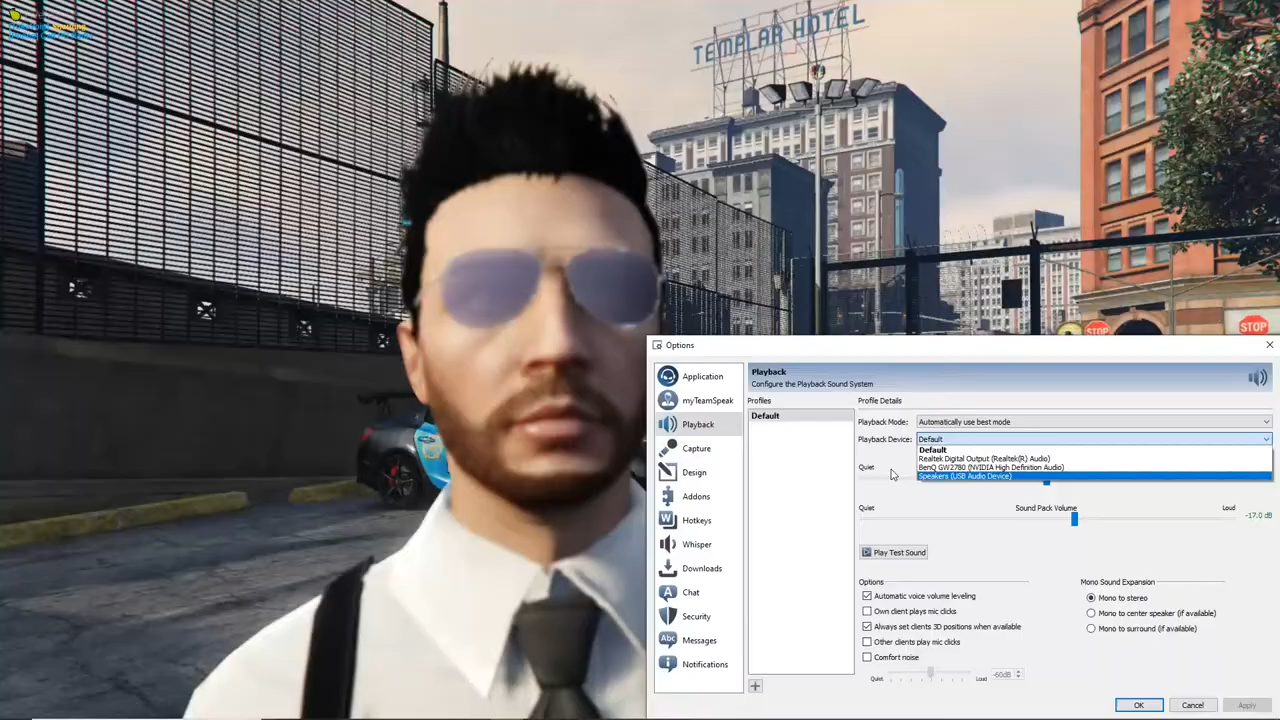 TEMPLAR HOTEL
STOP
STOP
Options
Application
myTeamSpeak
Playback
Capture
Design
Addons
Hotkeys
Whisper
Downloads
Chat
Security
Messages
Notifications
Playback
Configure the Playback Sound System
Profiles
Default
Profile Details
Playback Mode: Automatically use best mode
Playback Device: Default
Default
Realtek Digital Output (Realtek(R) Audio)
BenQ GW2780 (NVIDIA High Definition Audio)
Speakers (USB Audio Device)
Quiet
Quiet Sound Pack Volume Loud
-17.0 dB
Play Test Sound
Options
Automatic voice volume leveling
Own client plays mic clicks
Always set clients 3D positions when available
Other clients play mic clicks
Comfort noise
Quiet Loud -60dB
Mono Sound Expansion
Mono to stereo
Mono to center speaker (if available)
Mono to surround (if available)
OK Cancel Apply